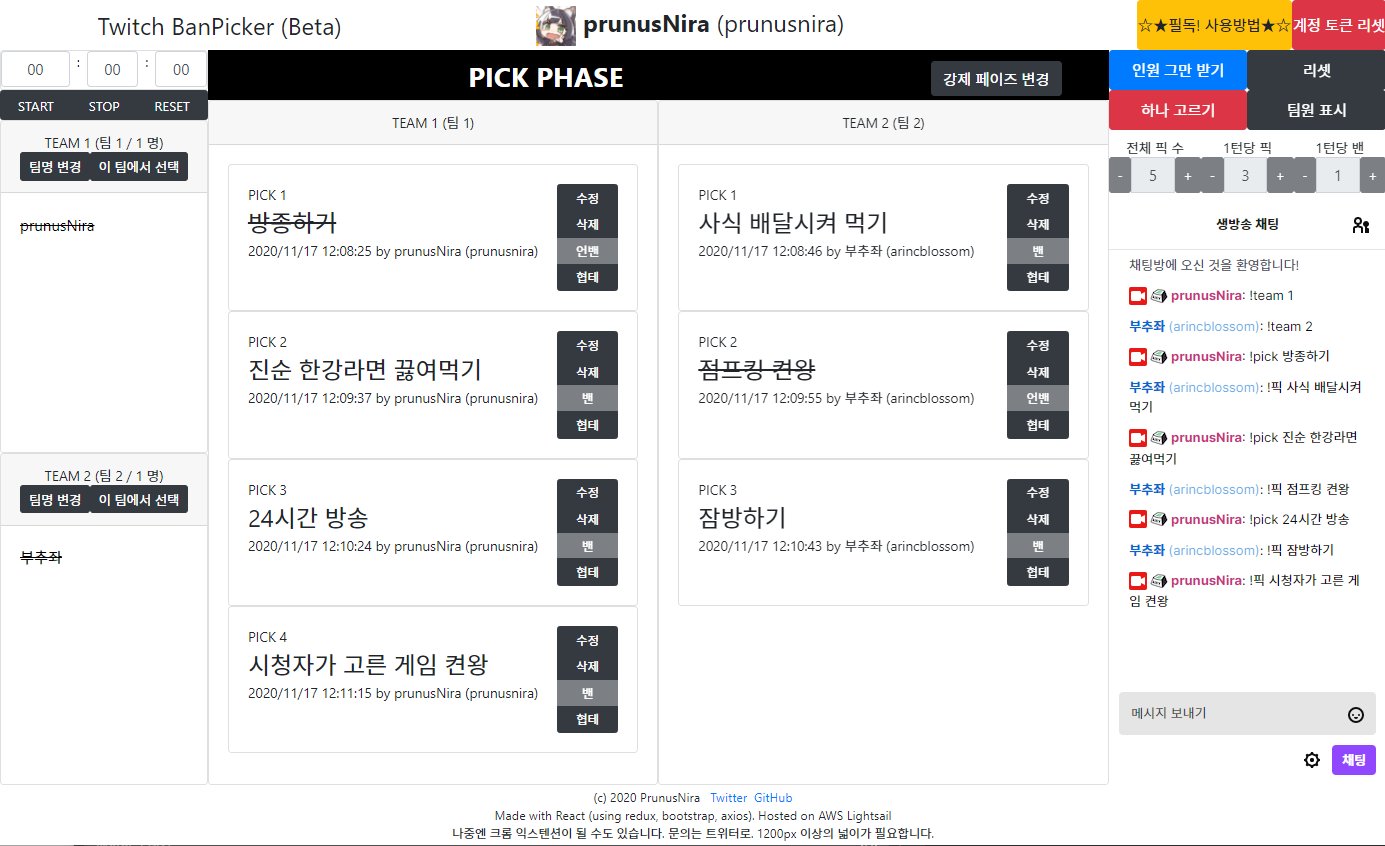 Twitch BanPicker (Beta)
prunusNira (prunusnira)
☆★필독! 사용방법★☆
계정 토큰 리셋
00 : 00 : 00
START STOP RESET
TEAM 1 (팀 1 / 1 명)
팀명 변경 이 팀에서 선택
prunusNira
TEAM 2 (팀 2 / 1 명)
팀명 변경 이 팀에서 선택
부추좌
PICK PHASE
강제 페이즈 변경
TEAM 1 (팀 1)
PICK 1
방종하기
2020/11/17 12:08:25 by prunusNira (prunusnira)
수정
삭제
언밴
협테
PICK 2
진순 한강라면 끓여먹기
2020/11/17 12:09:37 by prunusNira (prunusnira)
수정
삭제
밴
협테
PICK 3
24시간 방송
2020/11/17 12:10:24 by prunusNira (prunusnira)
수정
삭제
밴
협테
PICK 4
시청자가 고른 게임 켠왕
2020/11/17 12:11:15 by prunusNira (prunusnira)
수정
삭제
밴
협테
TEAM 2 (팀 2)
PICK 1
사식 배달시켜 먹기
2020/11/17 12:08:46 by 부추좌 (arincblossom)
수정
삭제
밴
협테
PICK 2
점프킹 켠왕
2020/11/17 12:09:55 by 부추좌 (arincblossom)
수정
삭제
언밴
협테
PICK 3
잠방하기
2020/11/17 12:10:43 by 부추좌 (arincblossom)
수정
삭제
밴
협테
인원 그만 받기 리셋
하나 고르기 팀원 표시
전체 픽 수 1턴당 픽 1턴당 밴
- 5 + - 3 + - 1 +
생방송 채팅
채팅방에 오신 것을 환영합니다!
prunusNira: !team 1
부추좌 (arincblossom): !team 2
prunusNira: !pick 방종하기
부추좌 (arincblossom): !픽 사식 배달시켜
먹기
prunusNira: !pick 진순 한강라면
끓여먹기
부추좌 (arincblossom): !픽 점프킹 켠왕
prunusNira: !pick 24시간 방송
부추좌 (arincblossom): !픽 잠방하기
prunusNira: !픽 시청자가 고른 게
임 켠왕
메시지 보내기
채팅
(c) 2020 PrunusNira Twitter GitHub
Made with React (using redux, bootstrap, axios). Hosted on AWS Lightsail
나중엔 크롬 익스텐션이 될 수도 있습니다. 문의는 트위터로. 1200px 이상의 넓이가 필요합니다.